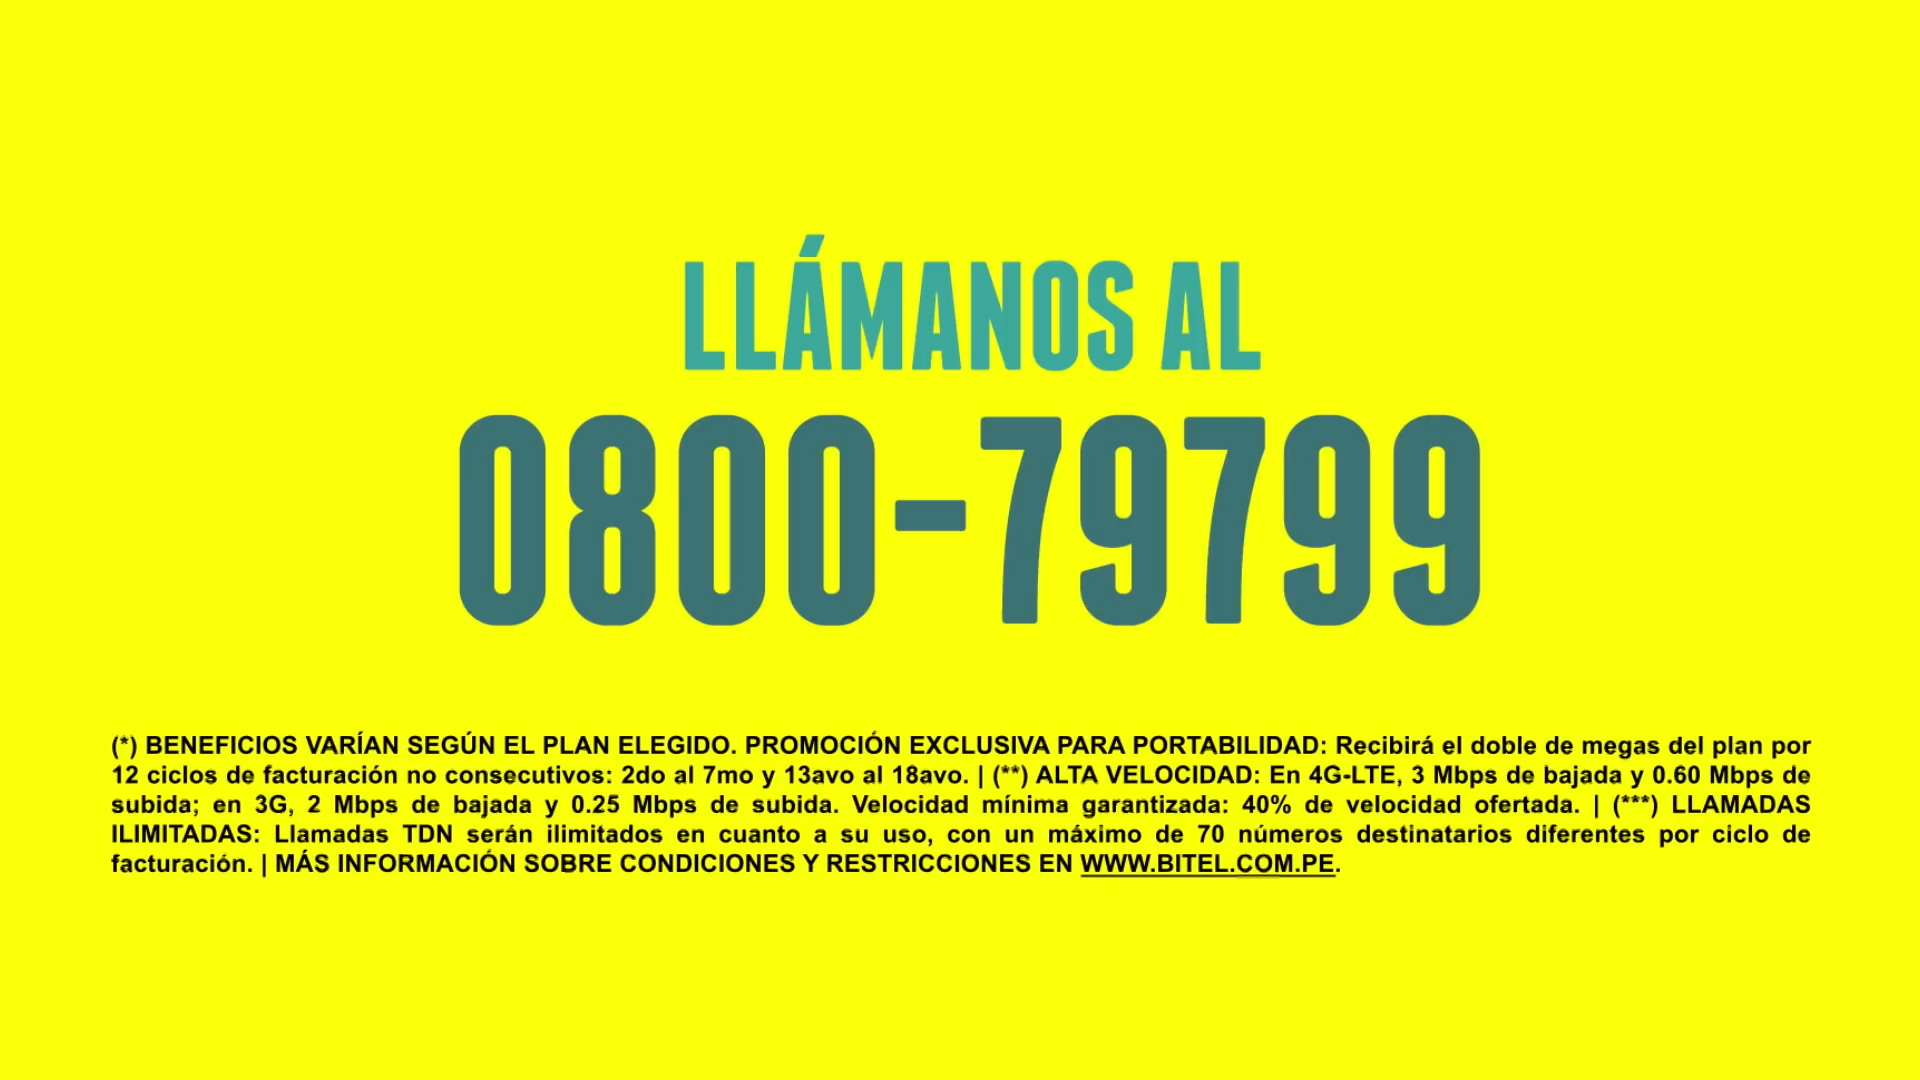 LLÁMANOS AL
0800-79799
(*) BENEFICIOS VARÍAN SEGÚN EL PLAN ELEGIDO. PROMOCIÓN EXCLUSIVA PARA PORTABILIDAD: Recibirá el doble de megas del plan por
12 ciclos de facturación no consecutivos: 2do al 7mo y 13avo al 18avo. | (**) ALTA VELOCIDAD: En 4G-LTE, 3 Mbps de bajada y 0.60 Mbps de
subida; en 3G, 2 Mbps de bajada y 0.25 Mbps de subida. Velocidad mínima garantizada: 40% de velocidad ofertada. | (***) LLAMADAS
ILIMITADAS: Llamadas TDN serán ilimitados en cuanto a su uso, con un máximo de 70 números destinatarios diferentes por ciclo de
facturación. | MÁS INFORMACIÓN SOBRE CONDICIONES Y RESTRICCIONES EN WWW.BITEL.COM.PE.